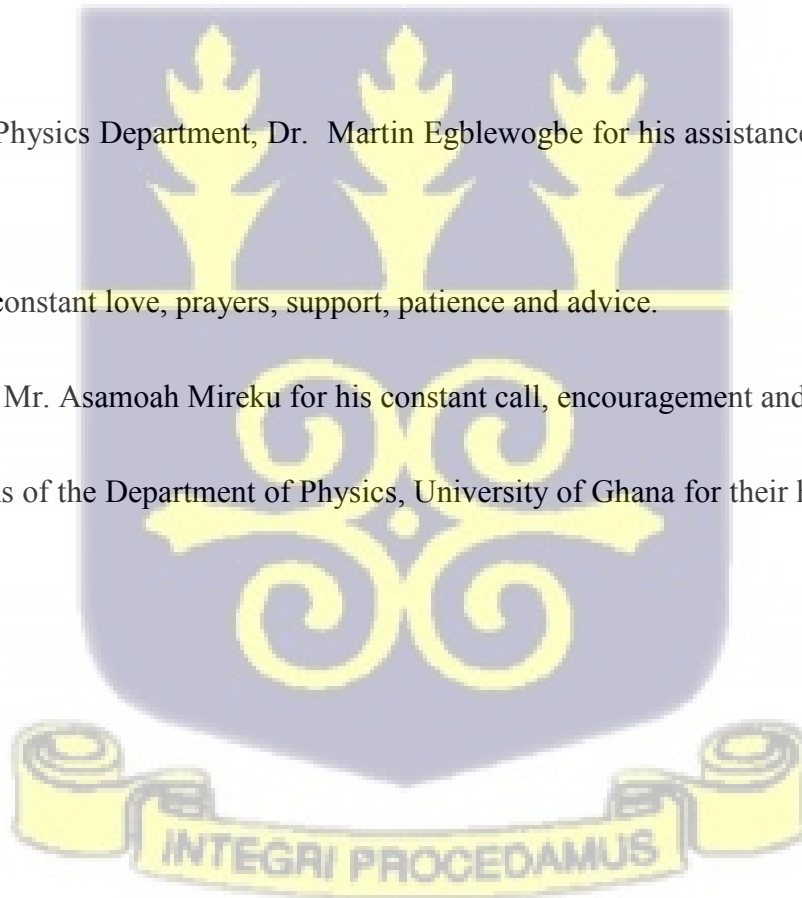 Physics Department, Dr. Martin Egblewogbe for his assistance
constant love, prayers, support, patience and advice.
Mr. Asamoah Mireku for his constant call, encouragement and
of the Department of Physics, University of Ghana for their
INTEGRI PROCEDAMUS